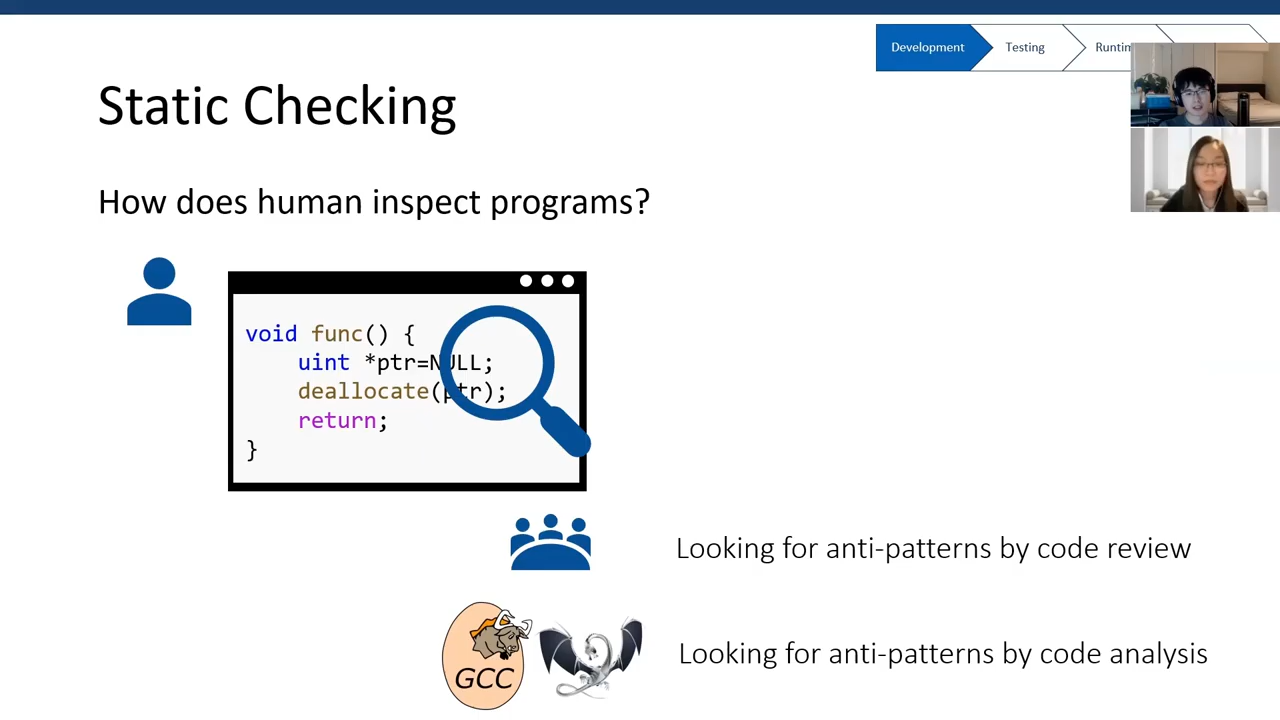 Development
Testing
Static Checking
How does human inspect programs?
void func() {
uint *ptr=NULL;
deallocate(ptr);
return;
}
Looking for anti-patterns by code review
GCC
Looking for anti-patterns by code analysis